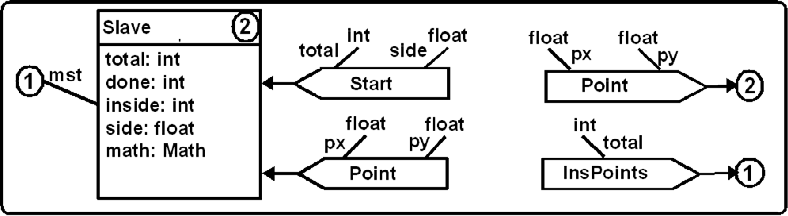 Slave 2
total: int
done: int
inside: int
side: float
math: Math
1 mst
int float
total side
Start
float float
px py
Point
float float
px py
Point 2
int
total
InsPoints 1